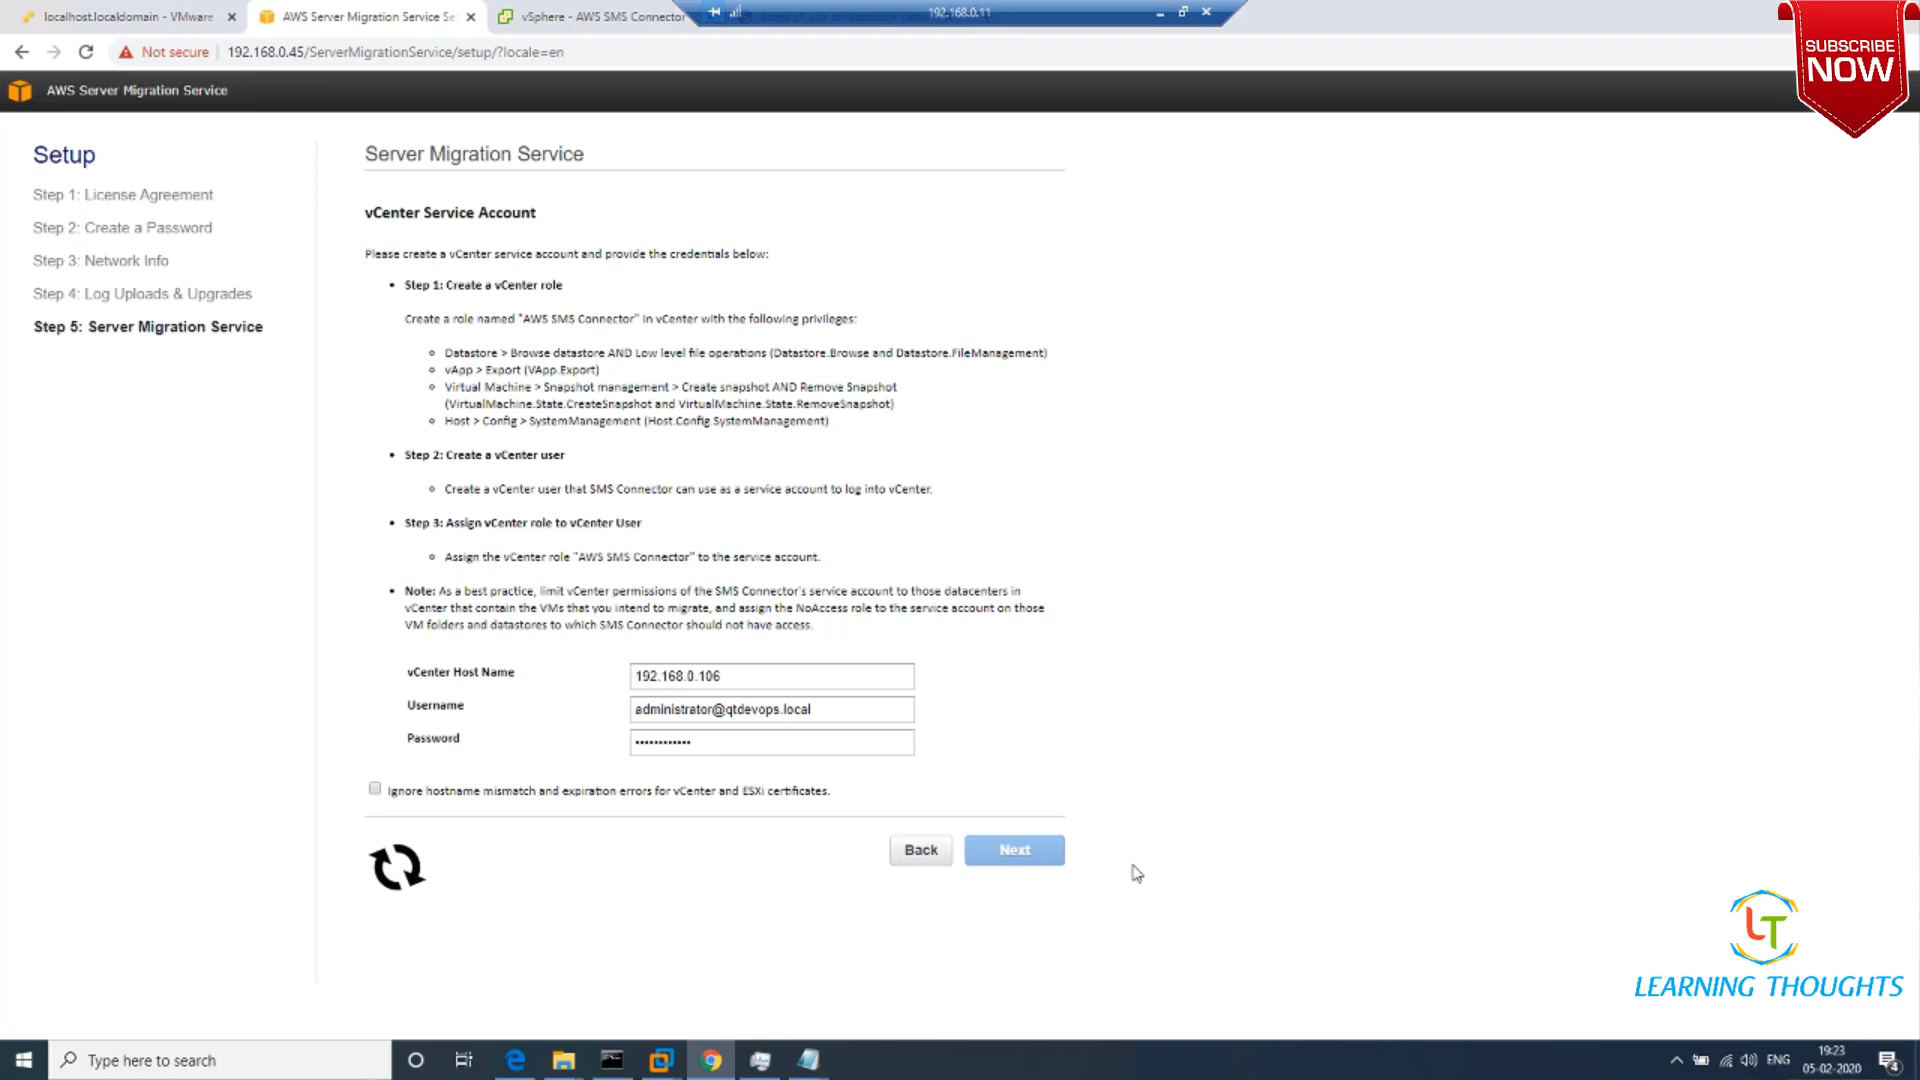 localhost.localdomain - VMware
AWS Server Migration Service Se
vSphere - AWS SMS Connector
192.168.0.11
Not secure
192.168.0.45/ServerMigrationService/setup/?locale=en
AWS Server Migration Service
SUBSCRIBE
NOW
Setup
Step 1: License Agreement
Step 2: Create a Password
Step 3: Network Info
Step 4: Log Uploads & Upgrades
Step 5: Server Migration Service
Server Migration Service
vCenter Service Account
Please create a vCenter service account and provide the credentials below:
Step 1: Create a vCenter role
Create a role named "AWS SMS Connector" in vCenter with the following privileges:
Datastore > Browse datastore AND Low level file operations (Datastore.Browse and Datastore.FileManagement)
vApp > Export (VApp.Export)
Virtual Machine > Snapshot management > Create snapshot AND Remove Snapshot
(VirtualMachine.State.CreateSnapshot and VirtualMachine.State.RemoveSnapshot)
Host > Config > SystemManagement (Host.Config.SystemManagement)
Step 2: Create a vCenter user
Create a vCenter user that SMS Connector can use as a service account to log into vCenter.
Step 3: Assign vCenter role to vCenter User
Assign the vCenter role "AWS SMS Connector" to the service account.
Note: As a best practice, limit vCenter permissions of the SMS Connector's service account to those datacenters in
vCenter that contain the VMs that you intend to migrate, and assign the NoAccess role to the service account on those
VM folders and datastores to which SMS Connector should not have access.
vCenter Host Name
192.168.0.106
Username
administrator@qtdevops.local
Password
••••••••••••
Ignore hostname mismatch and expiration errors for vCenter and ESXi certificates.
Back
Next
LT
LEARNING THOUGHTS
Type here to search
ENG
19:23
05-02-2020
4